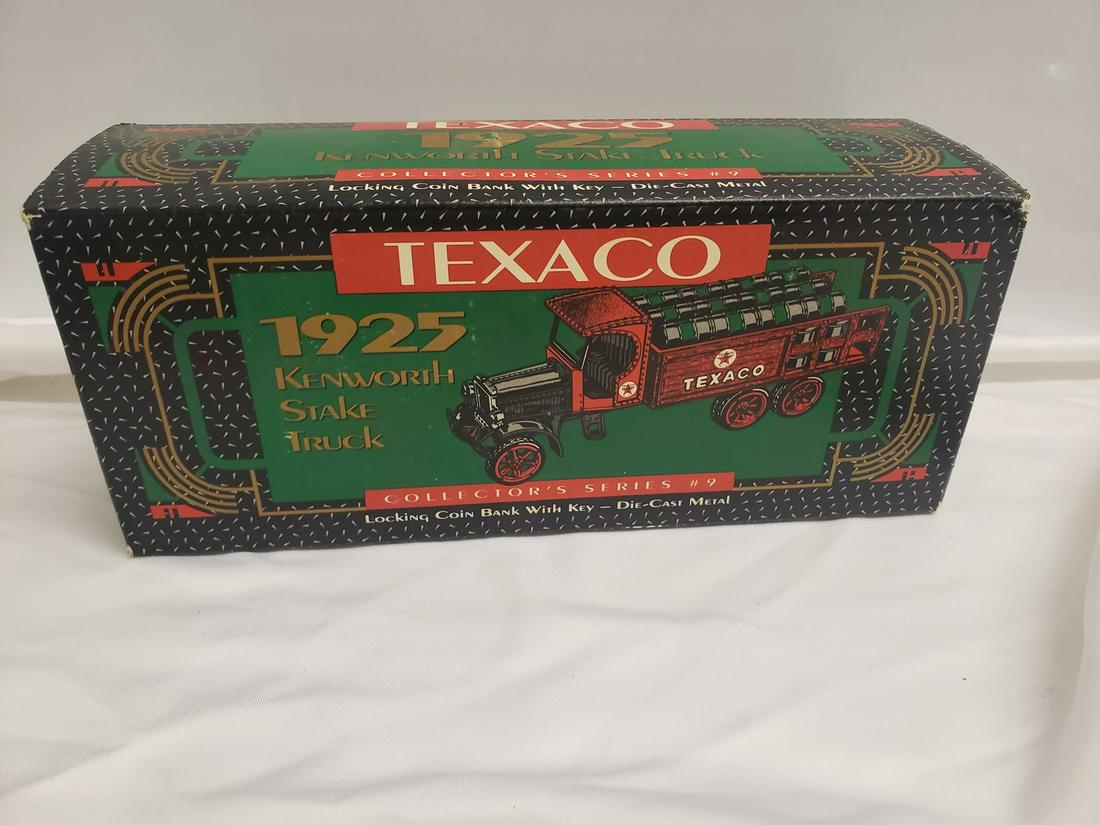 TEXACO
1925
KENWORTH STAKE TRUCK
COLLECTOR'S SERIES #9
LOCKING COIN BANK WITH KEY – DIE-CAST METAL
TEXACO
1925
KENWORTH
STAKE
TRUCK
TEXACO
COLLECTOR'S SERIES #9
LOCKING COIN BANK WITH KEY – DIE-CAST METAL